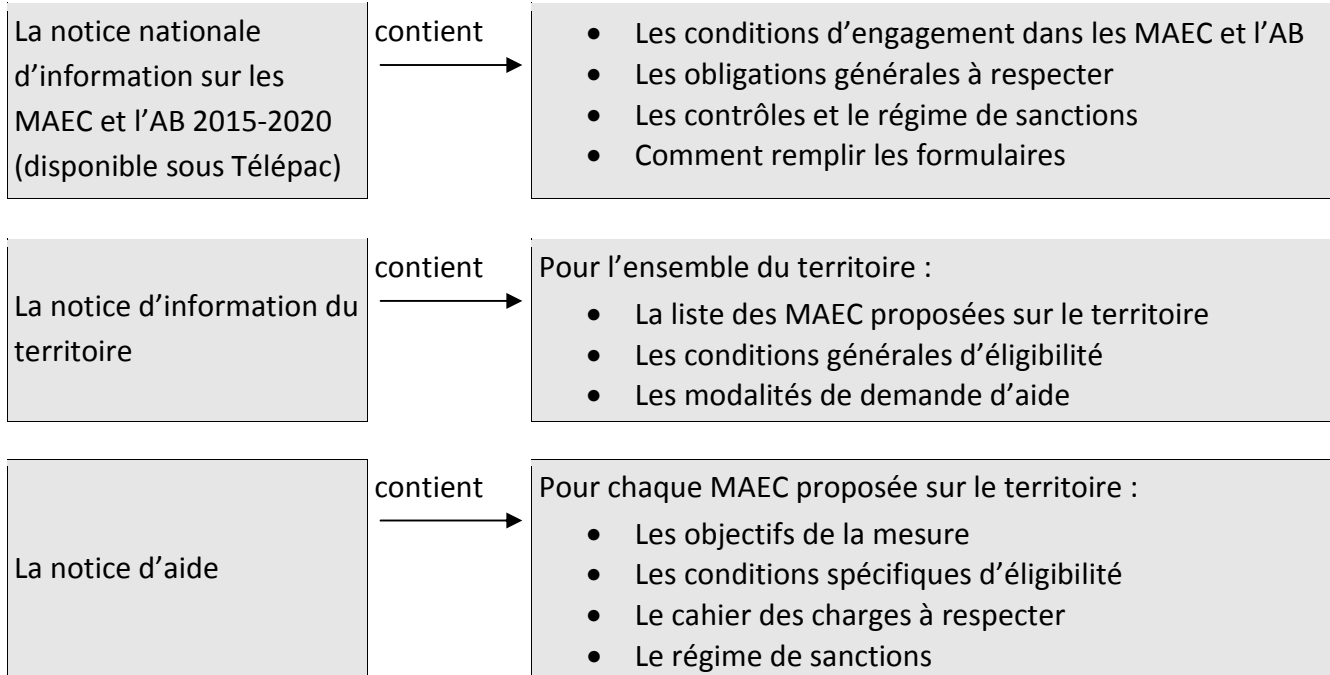 La notice nationale
d’information sur les
MAEC et l’AB 2015-2020
(disponible sous Télépac)
contient
• Les conditions d’engagement dans les MAEC et l’AB
• Les obligations générales à respecter
• Les contrôles et le régime de sanctions
• Comment remplir les formulaires
La notice d’information du
territoire
contient
Pour l’ensemble du territoire :
• La liste des MAEC proposées sur le territoire
• Les conditions générales d’éligibilité
• Les modalités de demande d’aide
La notice d’aide
contient
Pour chaque MAEC proposée sur le territoire :
• Les objectifs de la mesure
• Les conditions spécifiques d’éligibilité
• Le cahier des charges à respecter
• Le régime de sanctions